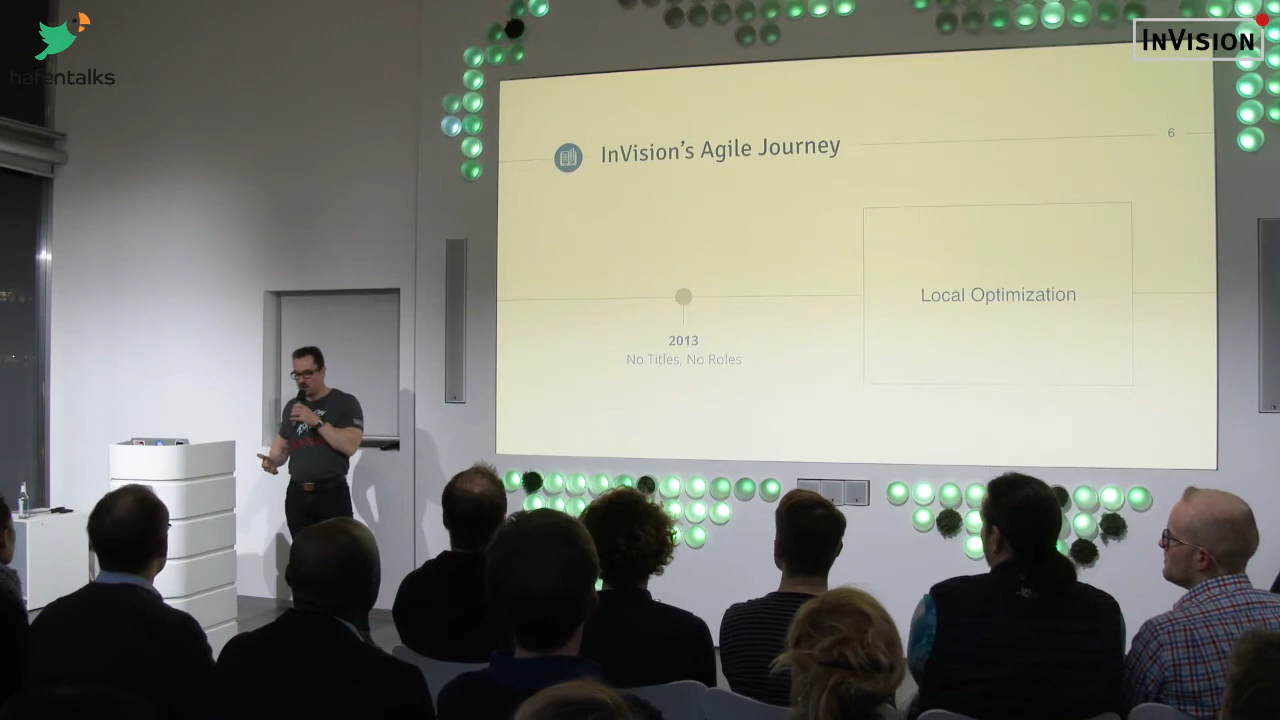 hafentalks
InVision
InVision's Agile Journey
6
Local Optimization
2013
No Titles, No Roles